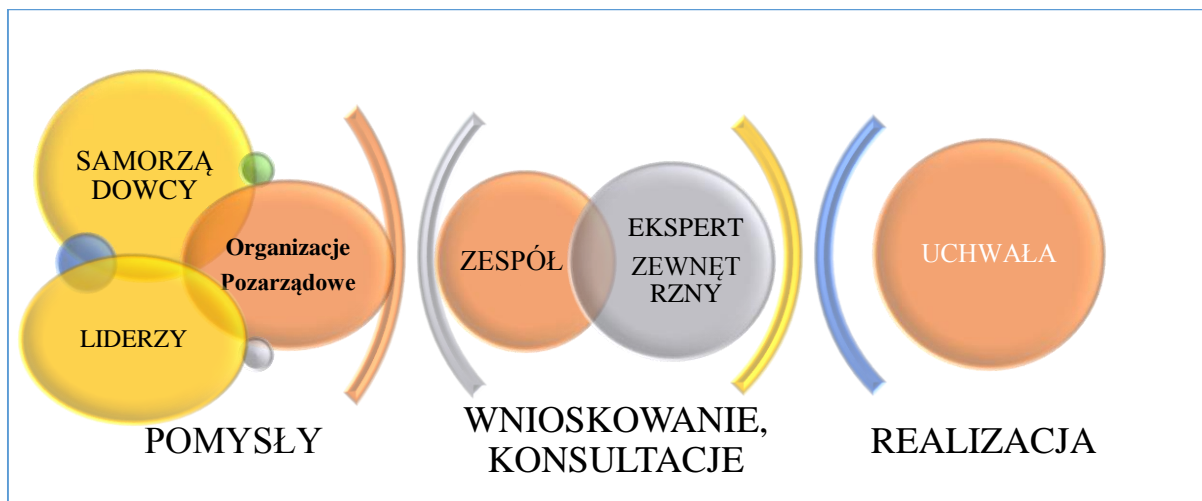 SAMORZĄ
DOWCY
Organizacje
Pozarządowe
LIDERZY
POMYSŁY
ZESPÓŁ
EKSPERT
ZEWNĘT
RZNY
WNIOSKOWANIE,
KONSULTACJE
UCHWAŁA
REALIZACJA